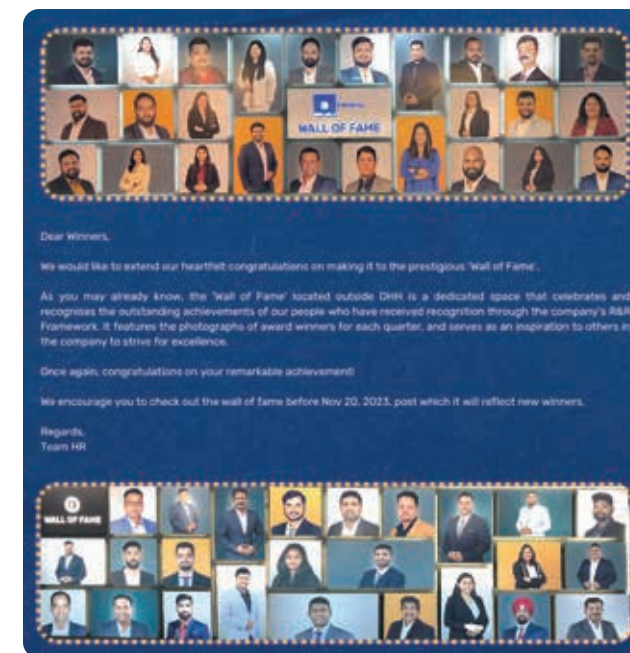 WALL OF FAME
Dear Winners,
We would like to extend our heartfelt congratulations on making it to the prestigious 'Wall of Fame'.
As you may already know, the 'Wall of Fame' located outside DHH is a dedicated space that celebrates and
recognises the outstanding achievements of our people who have received recognition through the company's R&R
Framework. It features the photographs of award winners for each quarter, and serves as an inspiration to others in
the company to strive for excellence.
Once again, congratulations on your remarkable achievement!
We encourage you to check out the wall of fame before Nov 20, 2023, post which it will reflect new winners.
Regards,
Team HR
WALL OF FAME